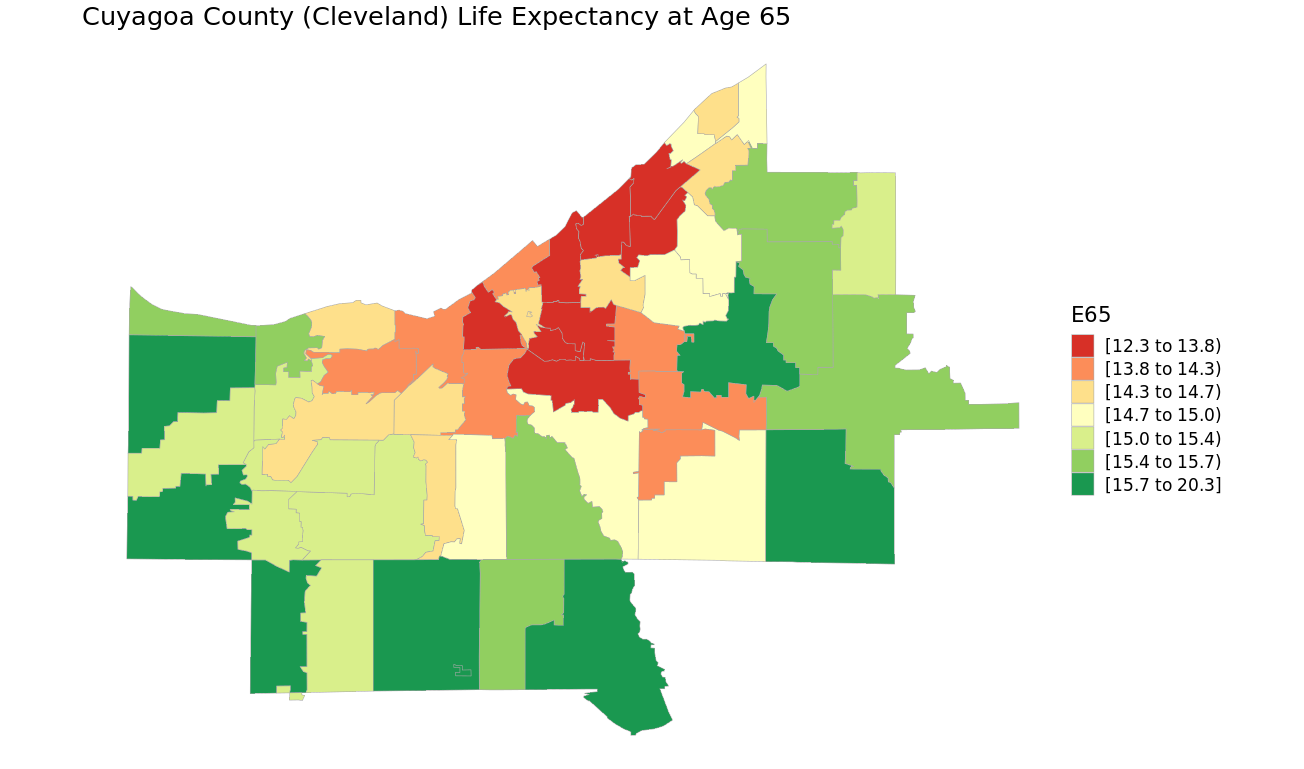 Cuyagoa County (Cleveland) Life Expectancy at Age 65
E65
[12.3 to 13.8)
[13.8 to 14.3)
[14.3 to 14.7)
[14.7 to 15.0)
[15.0 to 15.4)
[15.4 to 15.7)
[15.7 to 20.3]